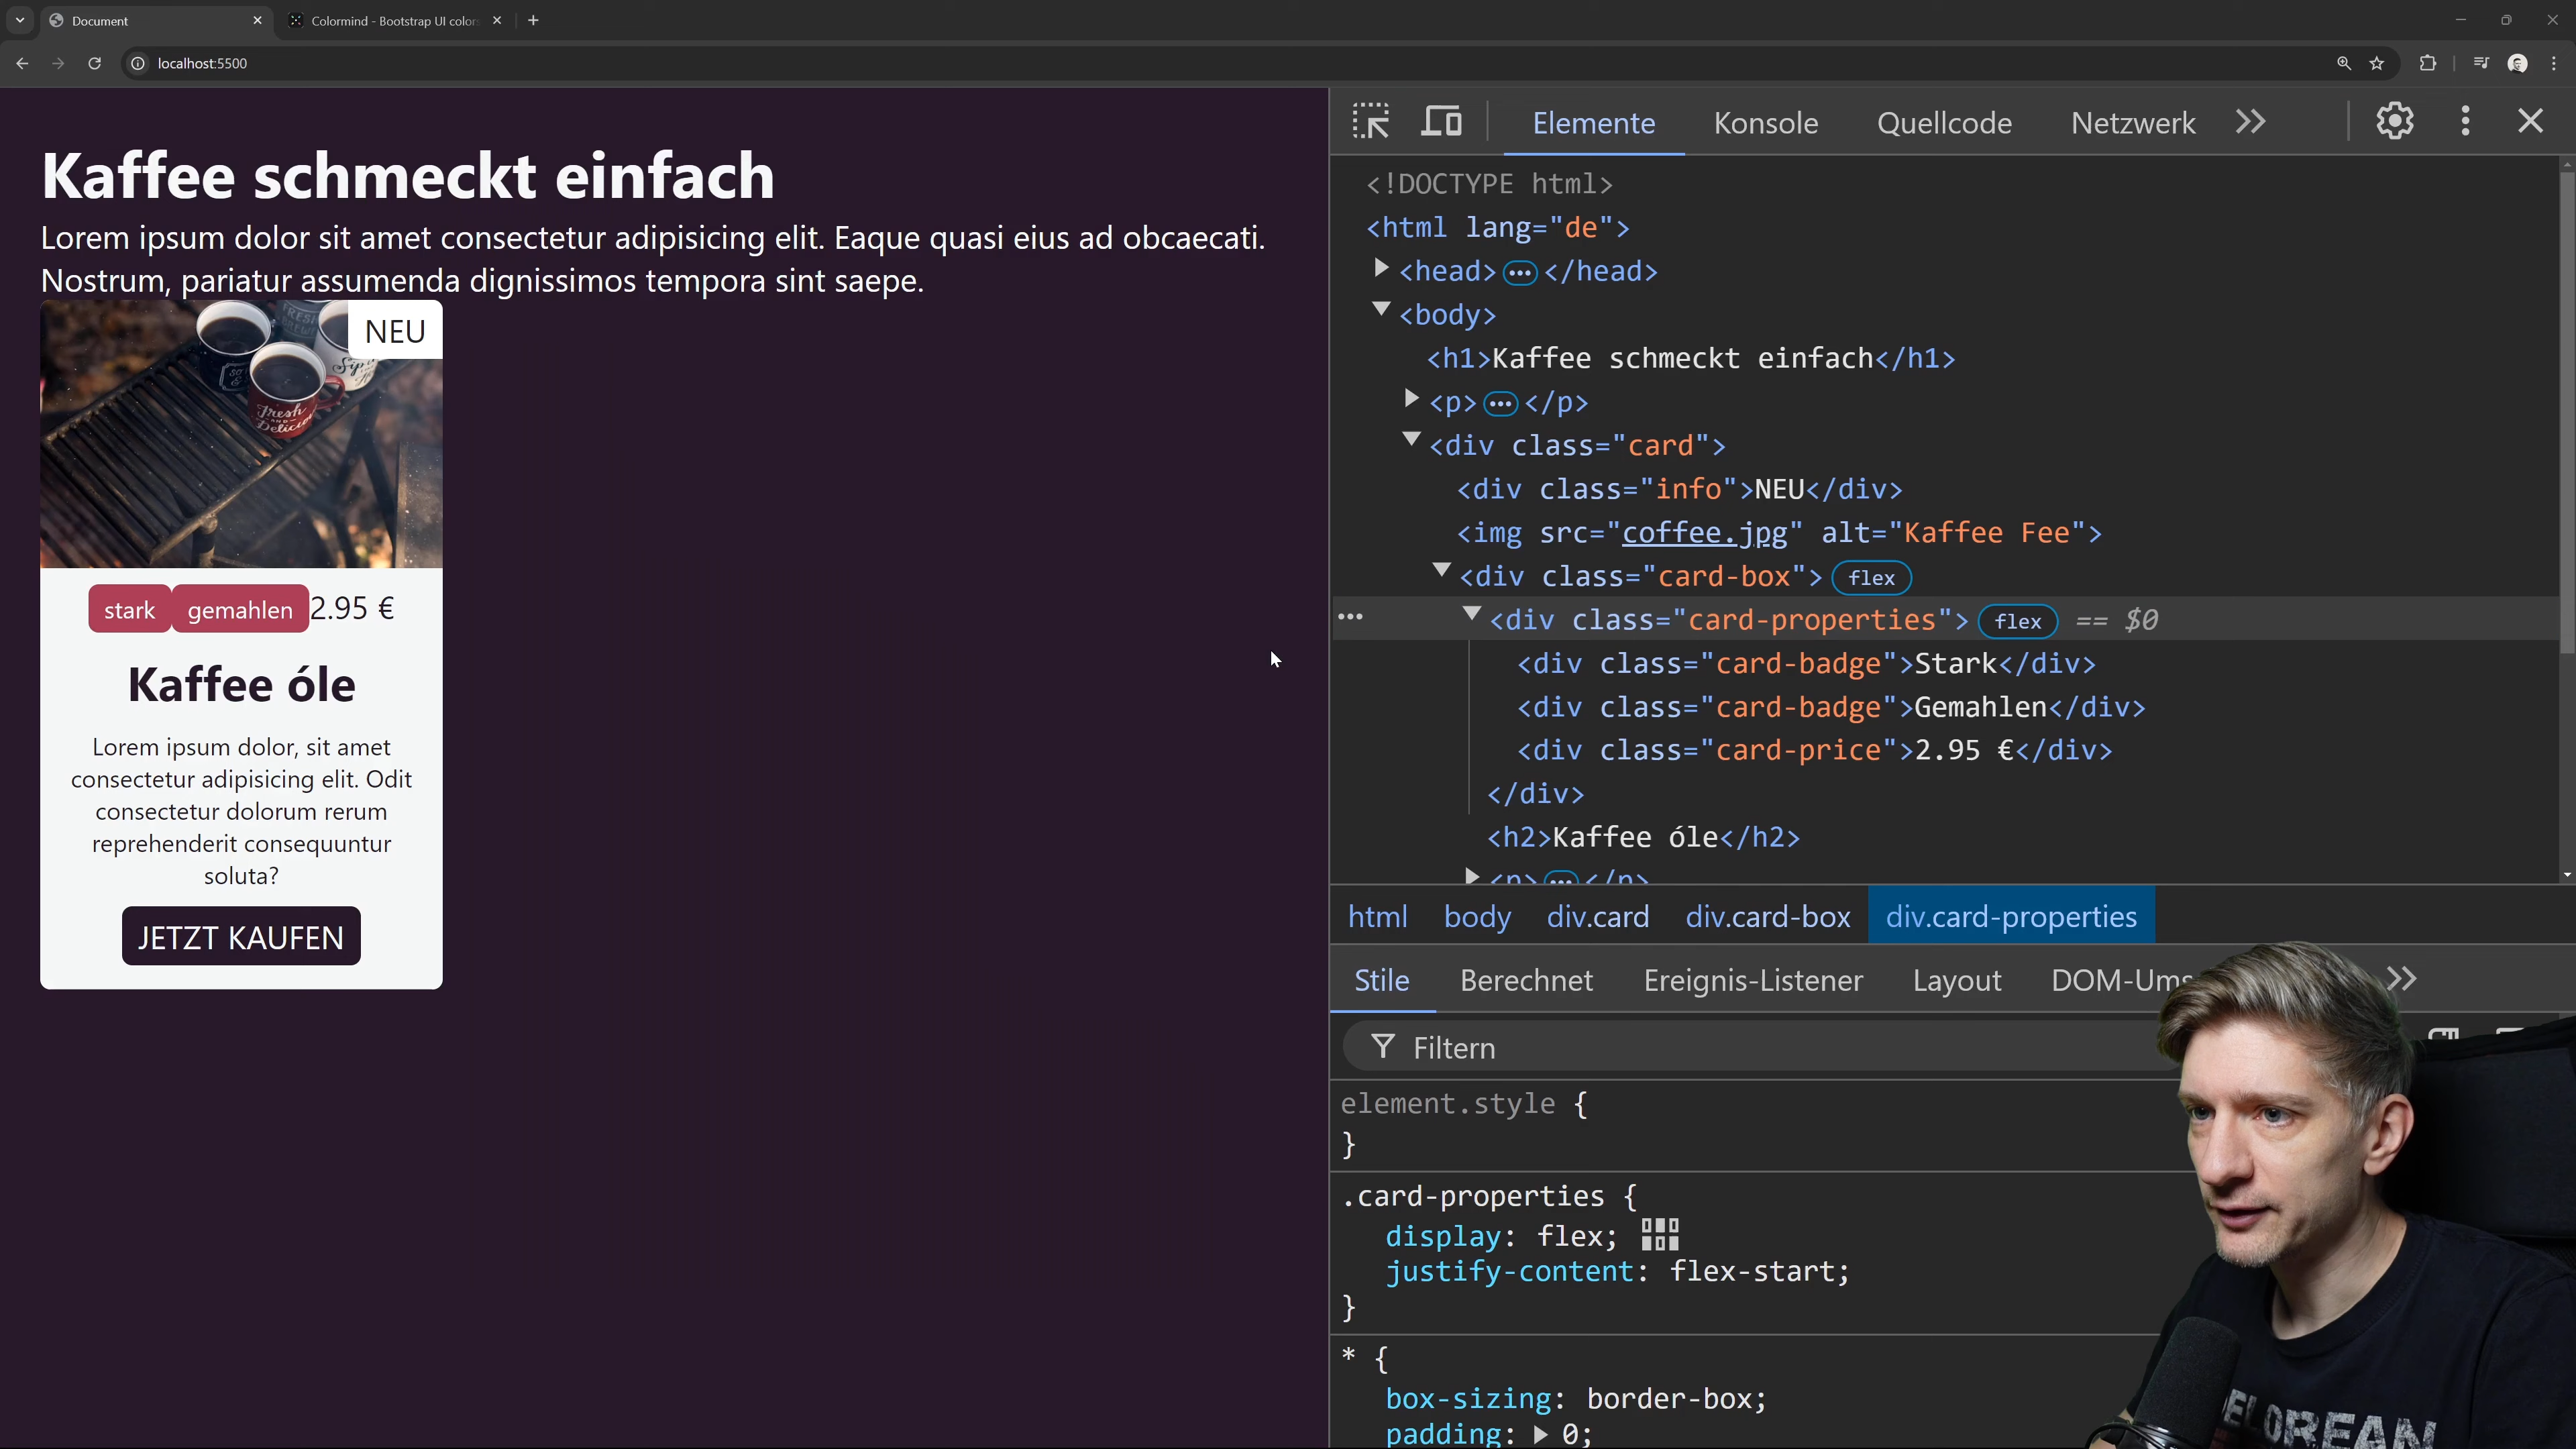 Document
Colormind - Bootstrap UI colors
localhost:5500
Kaffee schmeckt einfach
Lorem ipsum dolor sit amet consectetur adipisicing elit. Eaque quasi eius ad obcaecati.
Nostrum, pariatur assumenda dignissimos tempora sint saepe.
NEU
Fresh
AND
Delicious
stark
gemahlen
2.95 €
Kaffee óle
Lorem ipsum dolor, sit amet
consectetur adipisicing elit. Odit
consectetur dolorum rerum
reprehenderit consequuntur
soluta?
JETZT KAUFEN
Elemente
Konsole
Quellcode
Netzwerk
<!DOCTYPE html>
<html lang="de">
<head> ••• </head>
<body>
<h1>Kaffee schmeckt einfach</h1>
<p> ••• </p>
<div class="card">
<div class="info">NEU</div>
<img src="coffee.jpg" alt="Kaffee Fee">
<div class="card-box"> flex
••• <div class="card-properties"> flex == $0
<div class="card-badge">Stark</div>
<div class="card-badge">Gemahlen</div>
<div class="card-price">2.95 €</div>
</div>
<h2>Kaffee óle</h2>
<p> ••• </p>
html body div.card div.card-box div.card-properties
Stile
Berechnet
Ereignis-Listener
Layout
DOM-Ums
Filtern
element.style {
}
.card-properties {
display: flex;
justify-content: flex-start;
}
* {
box-sizing: border-box;
padding: 0;
ELOREAN